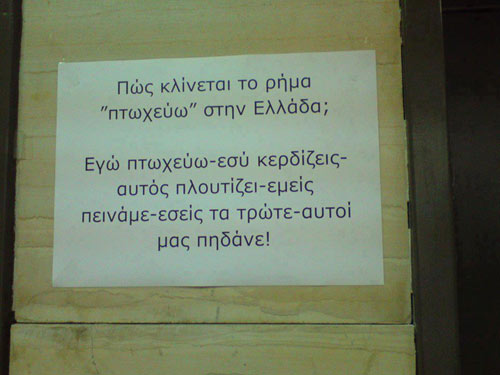 Πώς κλίνεται το ρήμα
"πτωχεύω" στην Ελλάδα;
Εγώ πτωχεύω-εσύ κερδίζεις-
αυτός πλουτίζει-εμείς
πεινάμε-εσείς τα τρώτε-αυτοί
μας πηδάνε!